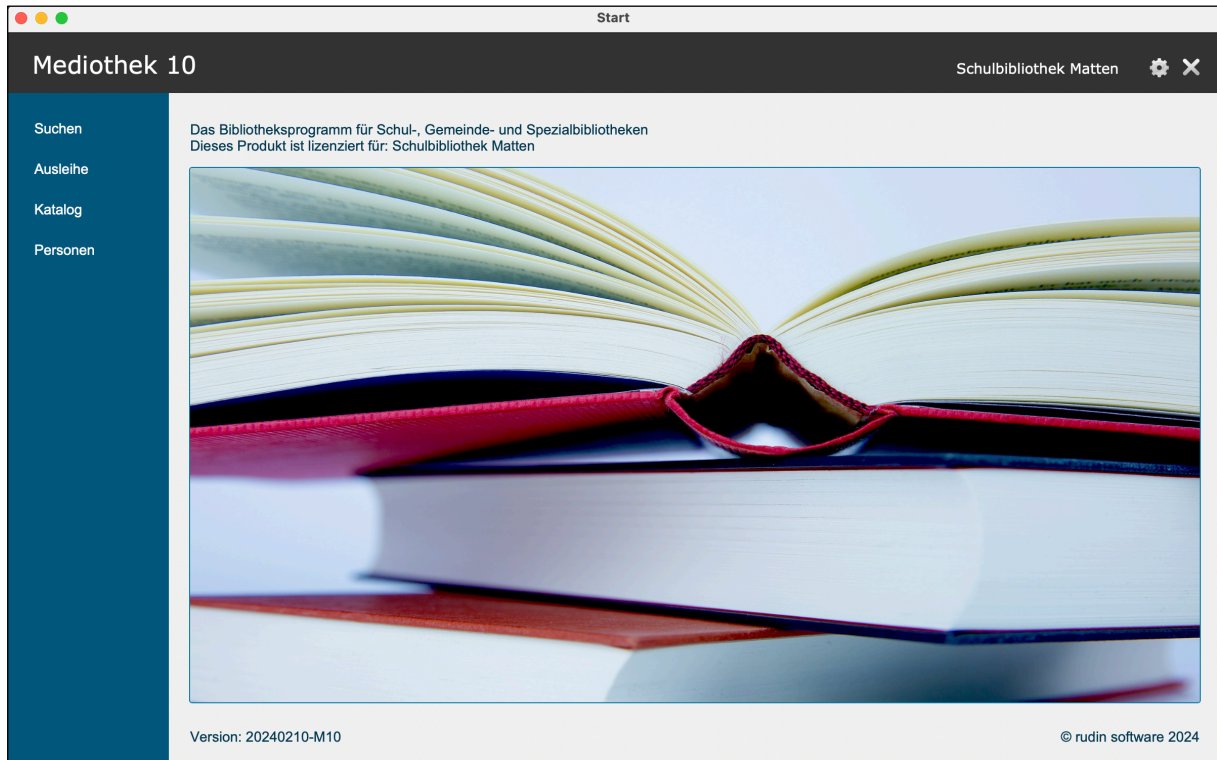 Start
Mediothek 10
Schulbibliothek Matten
Suchen
Ausleihe
Katalog
Personen
Das Bibliotheksprogramm für Schul-, Gemeinde- und Spezialbibliotheken
Dieses Produkt ist lizenziert für: Schulbibliothek Matten
Version: 20240210-M10
© rudin software 2024